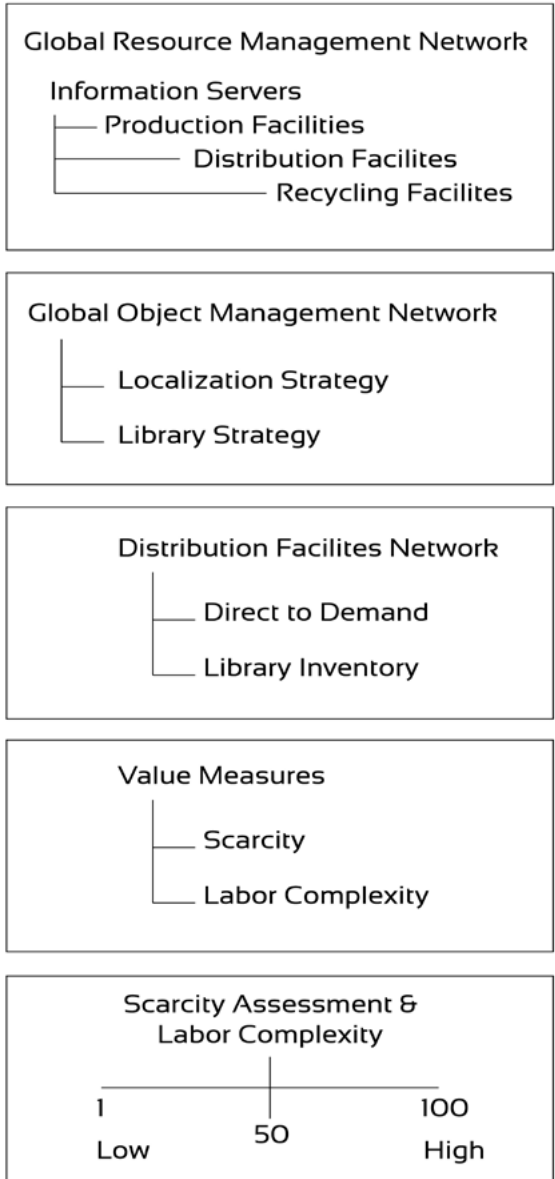 Global Resource Management Network
Information Servers
Production Facilities
Distribution Facilites
Recycling Facilites
Global Object Management Network
Localization Strategy
Library Strategy
Distribution Facilites Network
Direct to Demand
Library Inventory
Value Measures
Scarcity
Labor Complexity
Scarcity Assessment &
Labor Complexity
1
50
100
Low
High